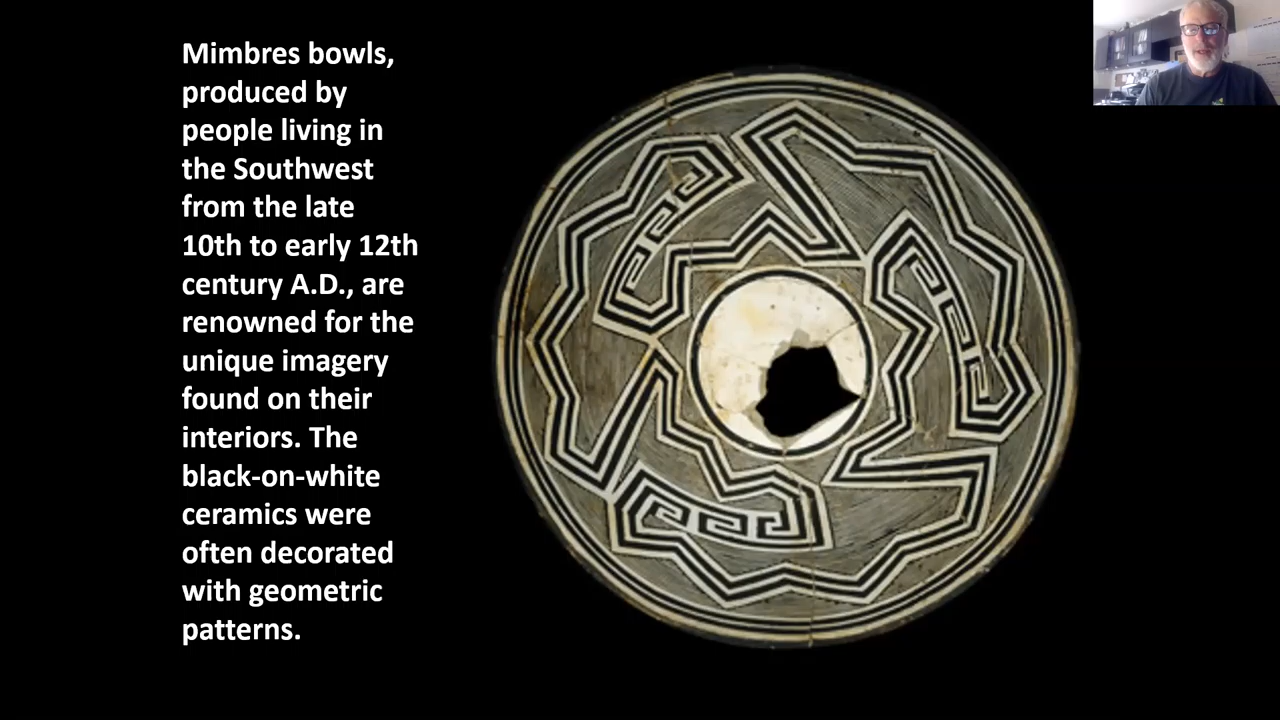 Mimbres bowls,
produced by
people living in
the Southwest
from the late
10th to early 12th
century A.D., are
renowned for the
unique imagery
found on their
interiors. The
black-on-white
ceramics were
often decorated
with geometric
patterns.